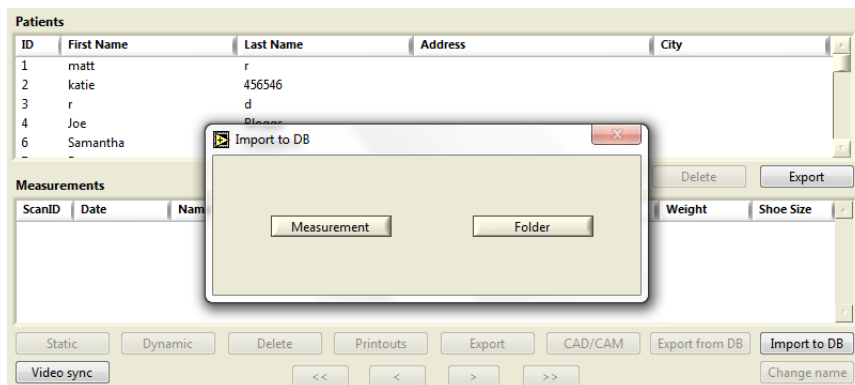 Patients
ID First Name Last Name Address City
1 matt r
2 katie 456546
3 r d
4 Joe Bloggs
6 Samantha
Import to DB
Measurement Folder
Delete Export
Measurements
ScanID Date Nam Weight Shoe Size
Static Dynamic Delete Printouts Export CAD/CAM Export from DB Import to DB
Video sync << < > >> Change name